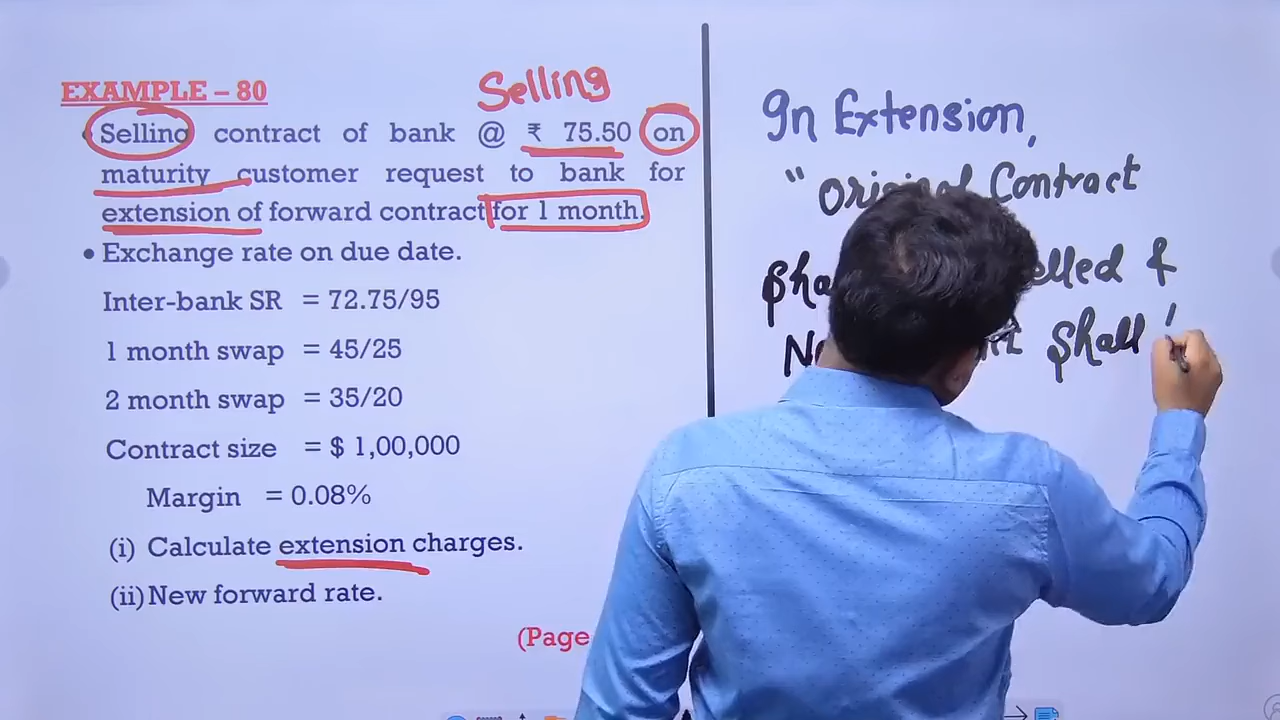 EXAMPLE – 80
Selling
Selling contract of bank @ ₹ 75.50 on
maturity customer request to bank for
extension of forward contract for 1 month.
• Exchange rate on due date.
Inter-bank SR = 72.75/95
1 month swap = 45/25
2 month swap = 35/20
Contract size = $ 1,00,000
Margin = 0.08%
(i) Calculate extension charges.
(ii) New forward rate.
(Page
In Extension,
" Original Contract
&
Shall